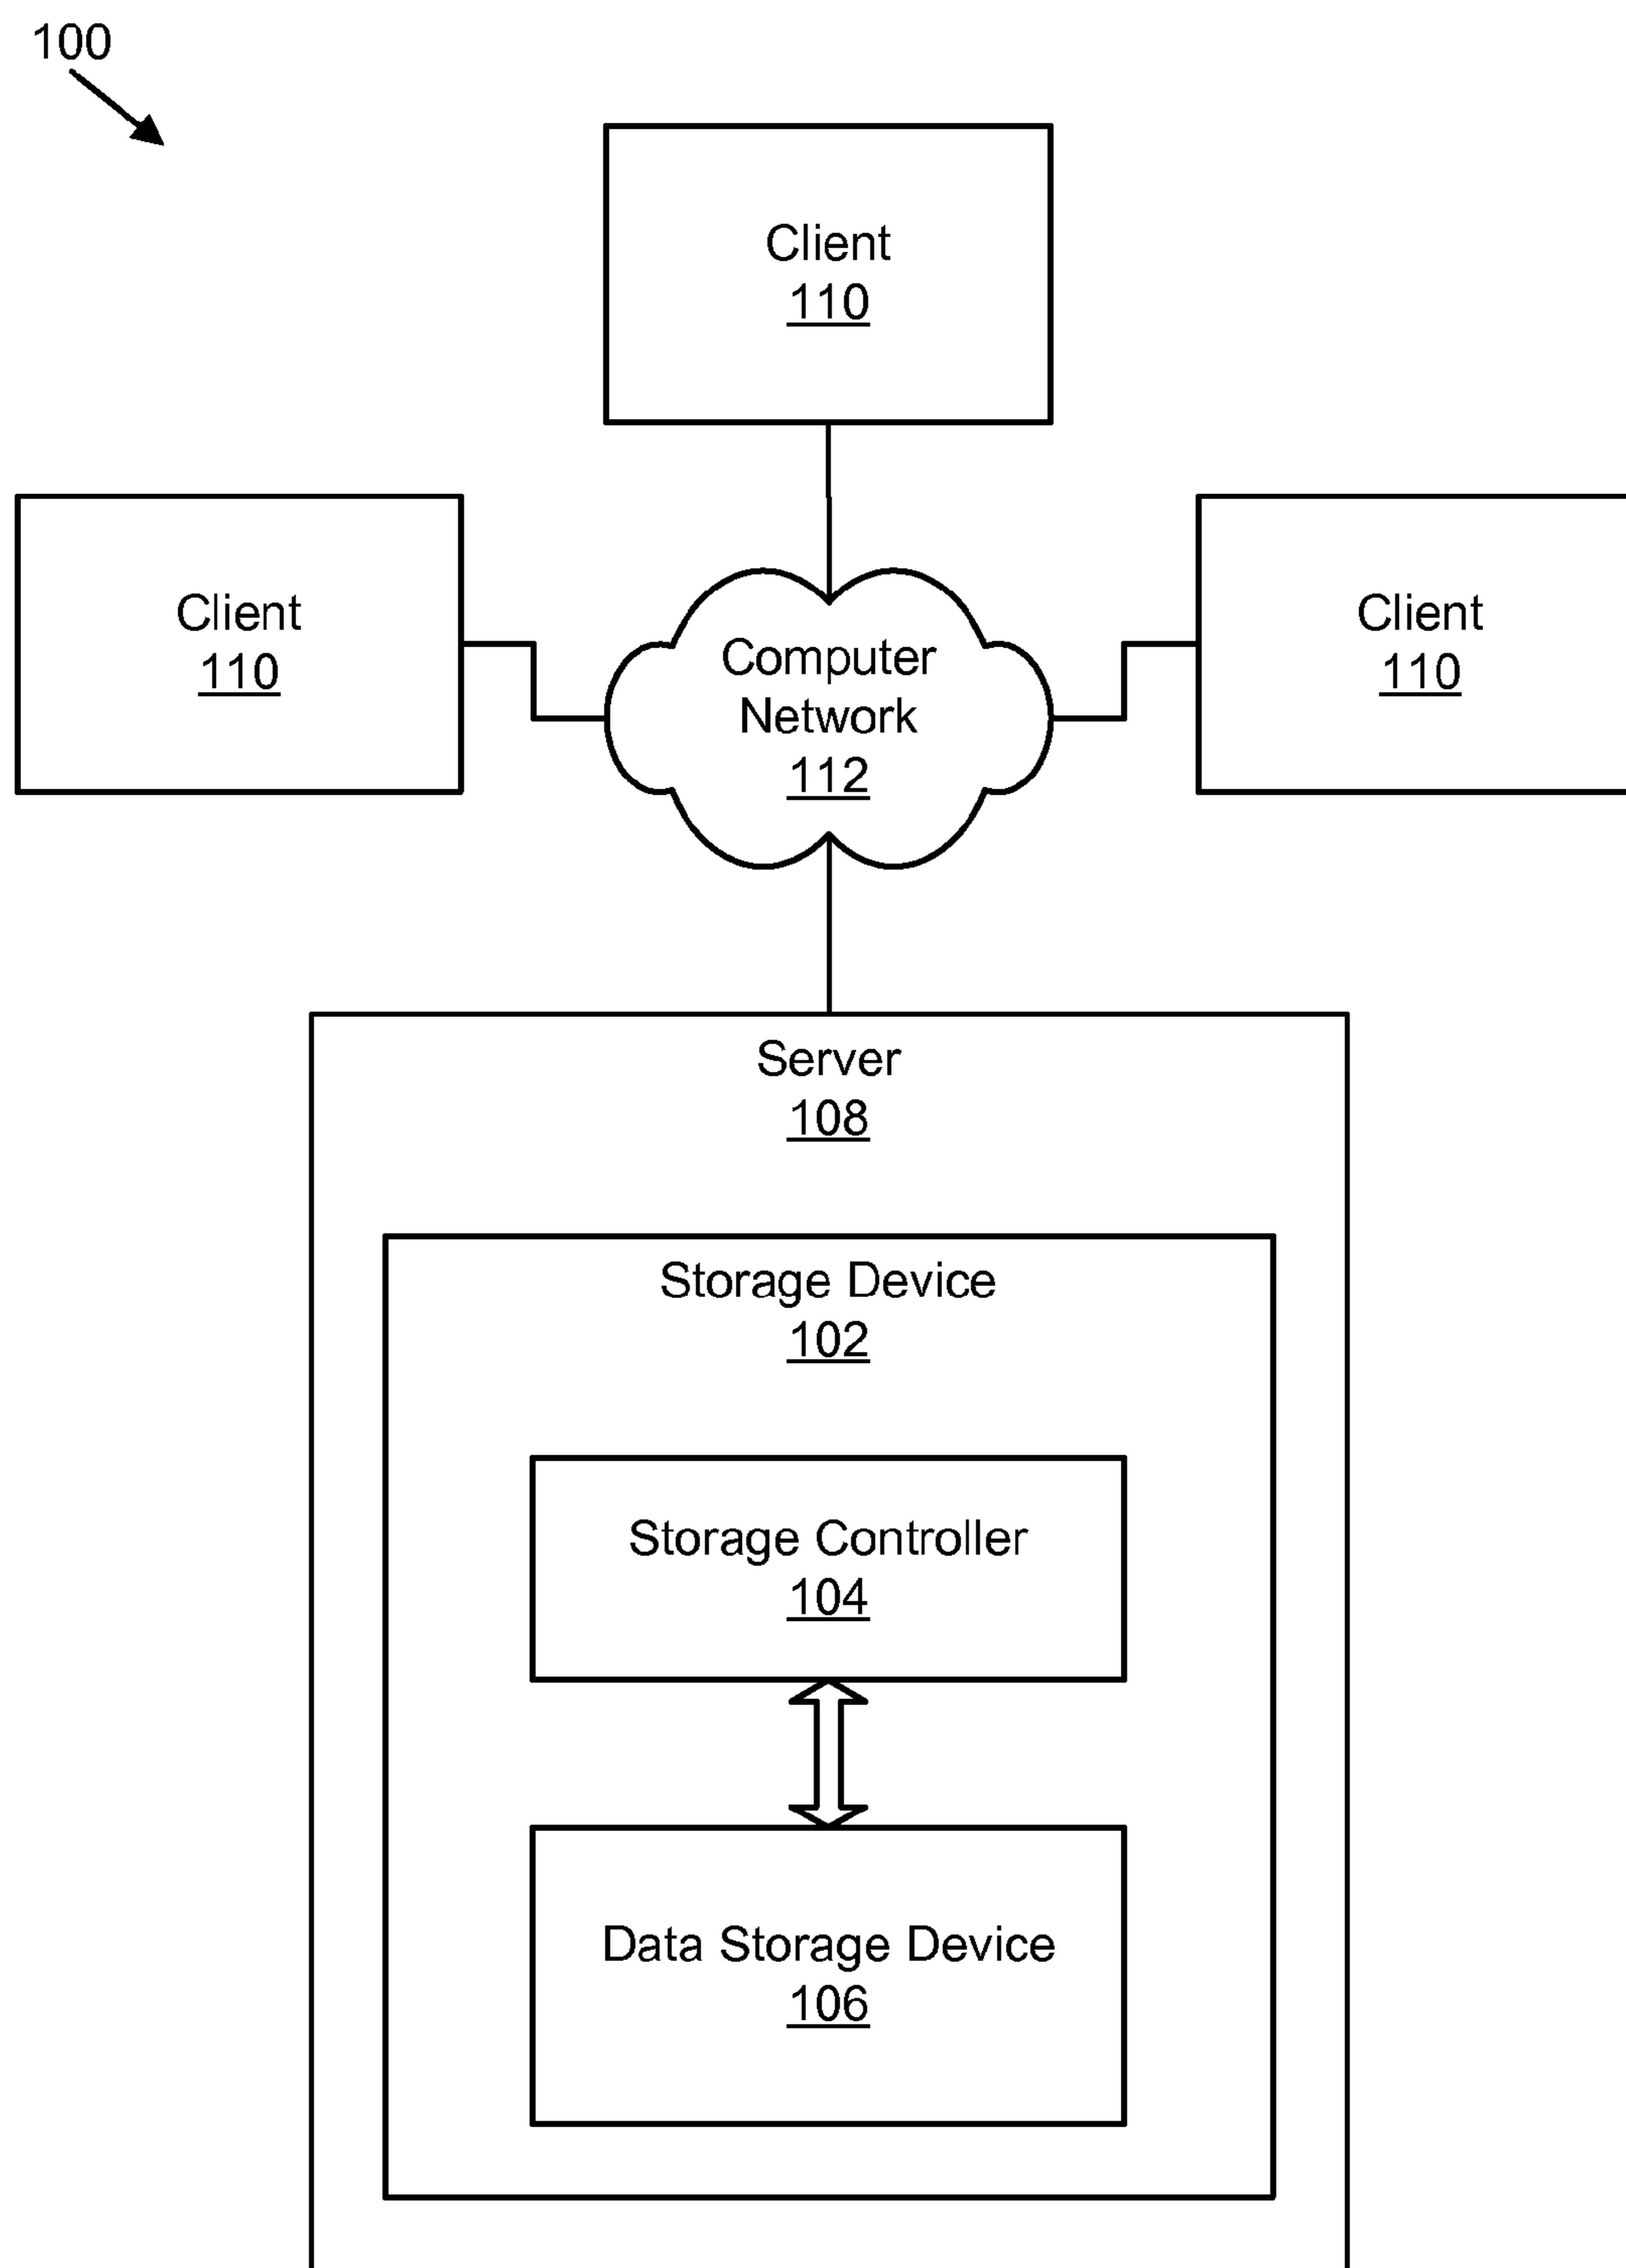 100
Client
110
Client
110
Client
110
Computer
Network
112
Server
108
Storage Device
102
Storage Controller
104
Data Storage Device
106